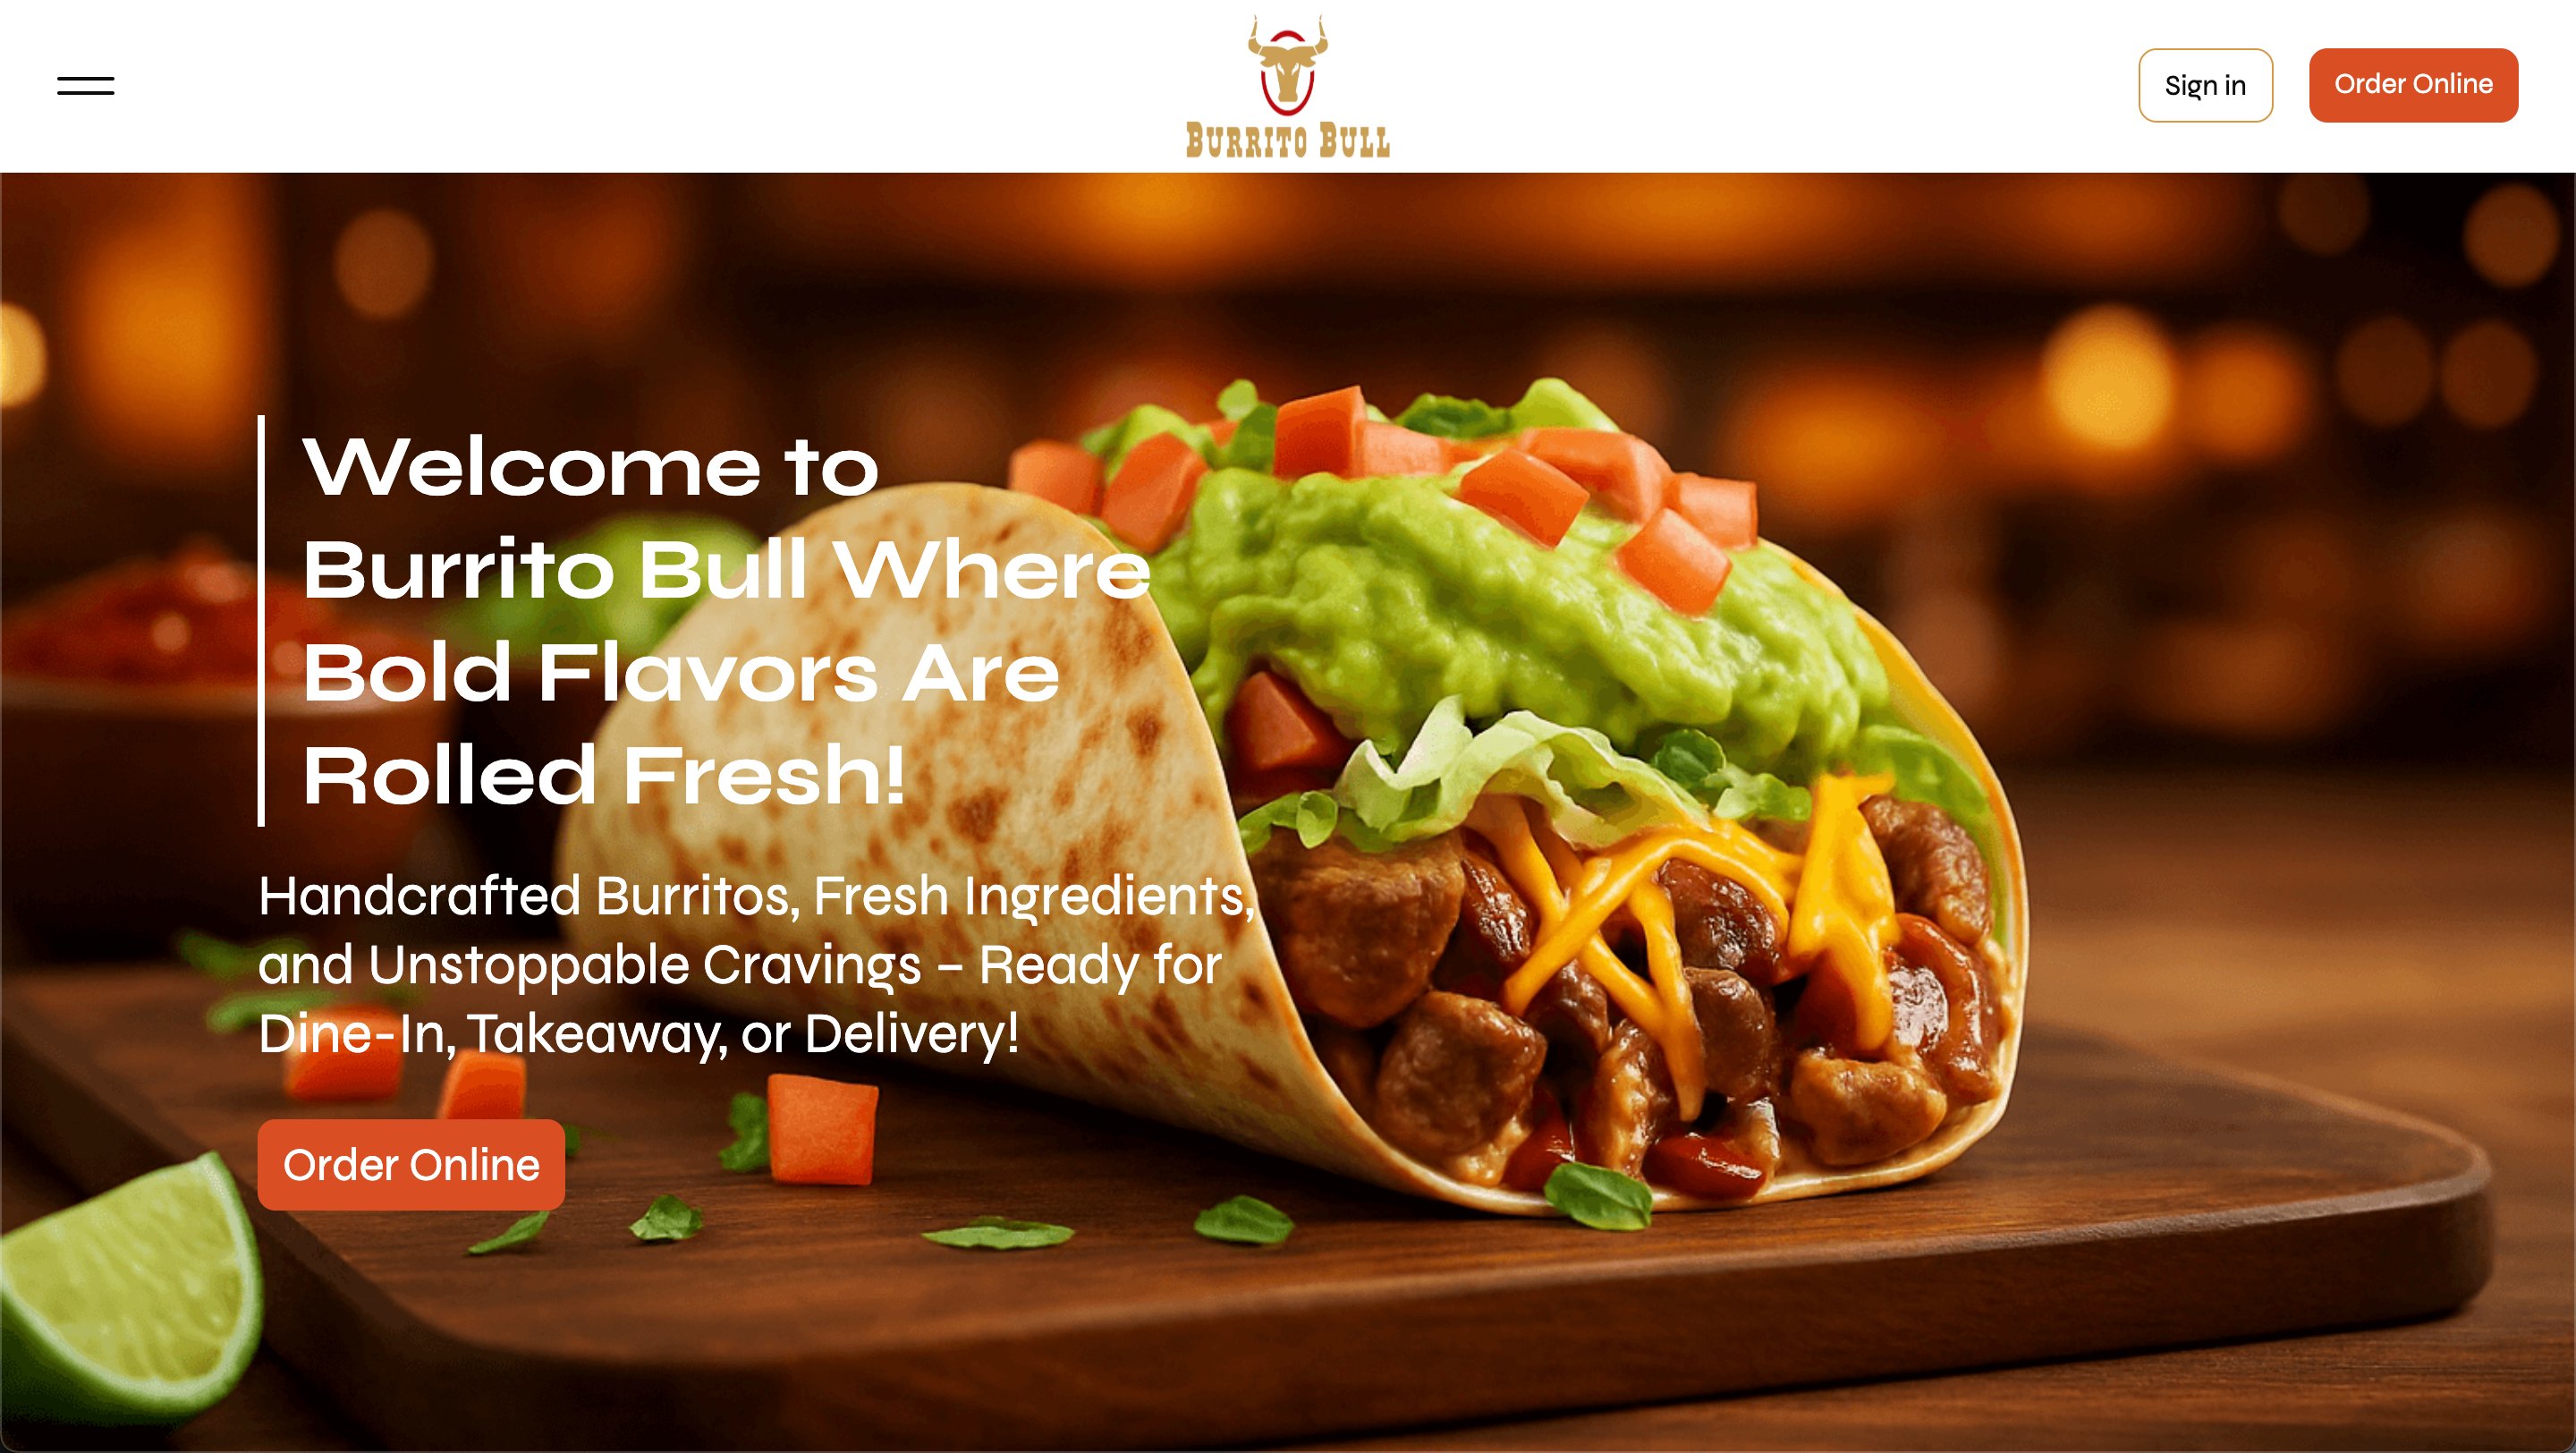 BURRITO BULL
Sign in
Order Online
Welcome to
Burrito Bull Where
Bold Flavors Are
Rolled Fresh!
Handcrafted Burritos, Fresh Ingredients,
and Unstoppable Cravings – Ready for
Dine-In, Takeaway, or Delivery!
Order Online